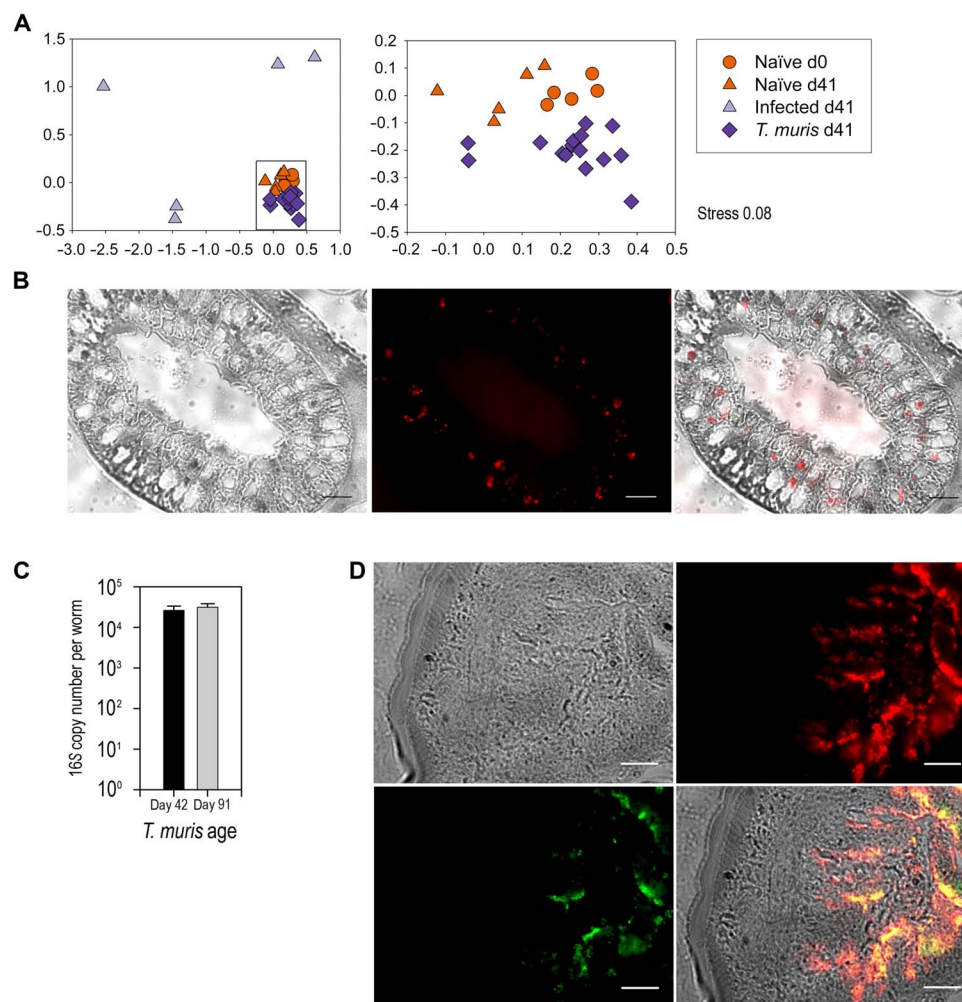 A
1.5
1.0
0.5
0.0
−0.5
−3.0 −2.5 −2.0 −1.5 −1.0 −0.5 0.0 0.5 1.0
0.2
0.1
0.0
−0.1
−0.2
−0.3
−0.4
−0.5
−0.2 −0.1 0.0 0.1 0.2 0.3 0.4 0.5
Naïve d0
Naïve d41
Infected d41
T. muris d41
Stress 0.08
B
C
16S copy number per worm
10⁵
10⁴
10³
10²
10¹
10⁰
Day 42 Day 91
T. muris age
D